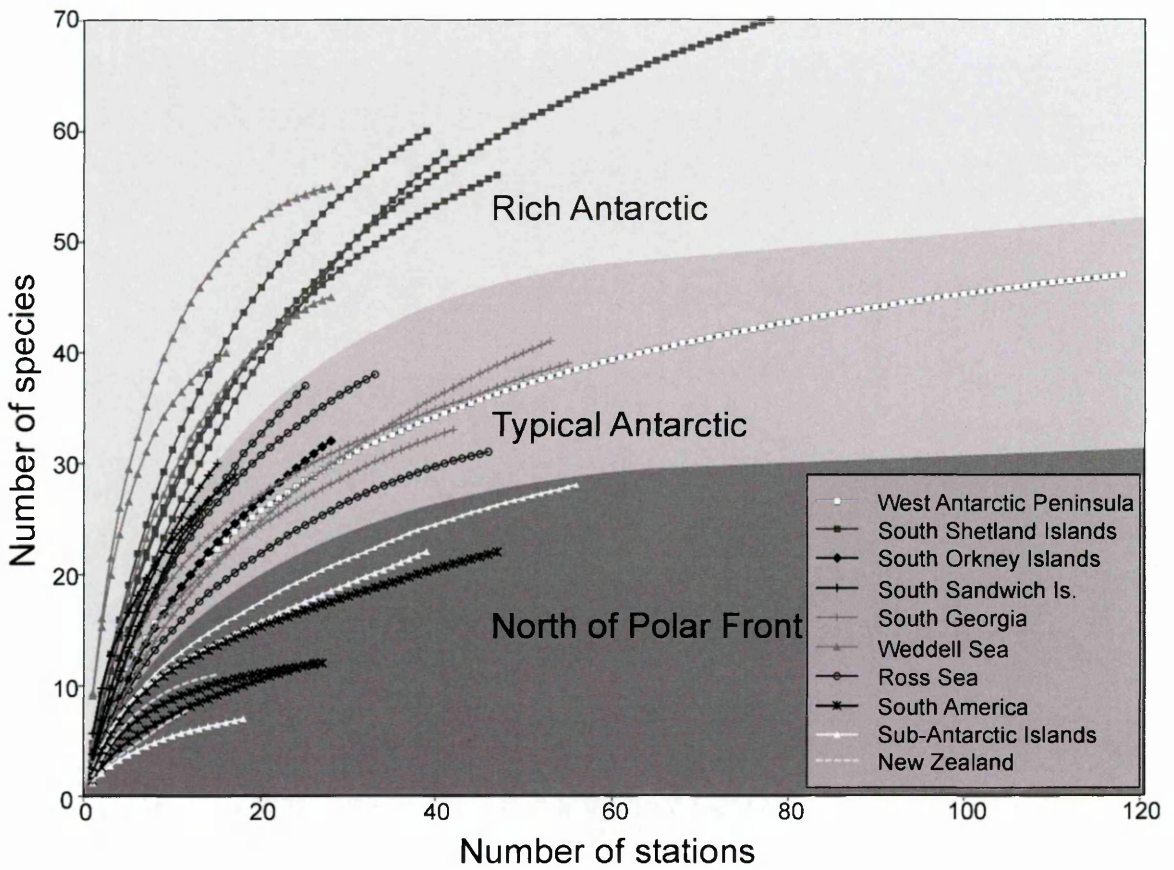 70
60
50
40
30
20
10
0
Number of species
Rich Antarctic
Typical Antarctic
North of Polar Front
West Antarctic Peninsula
South Shetland Islands
South Orkney Islands
South Sandwich Is.
South Georgia
Weddell Sea
Ross Sea
South America
Sub-Antarctic Islands
New Zealand
0 20 40 60 80 100 120
Number of stations